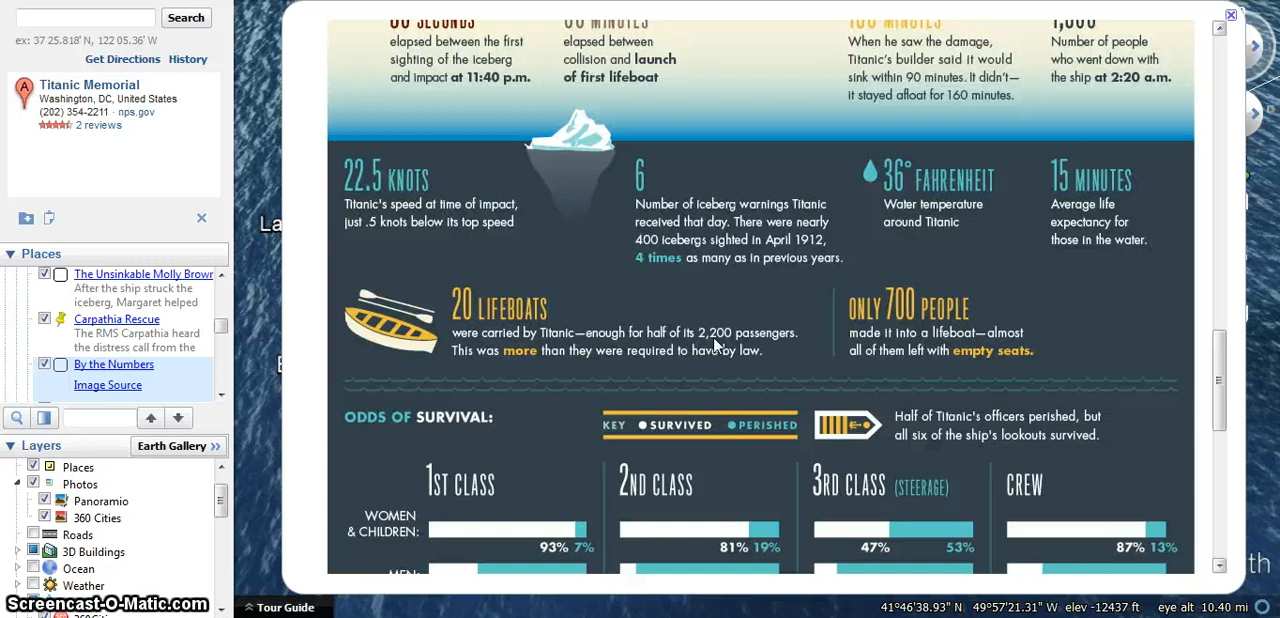 Search
ex: 37 25.818' N, 122 05.36' W
Get Directions History
A
Titanic Memorial
Washington, DC, United States
(202) 354-2211 - nps.gov
2 reviews
Places
The Unsinkable Molly Brown
After the ship struck the
iceberg, Margaret helped
Carpathia Rescue
The RMS Carpathia heard
the distress call from the
By the Numbers
Image Source
Layers
Earth Gallery >>
Places
Photos
Panoramio
360 Cities
Roads
3D Buildings
Ocean
Weather
Screencast-O-Matic.com
SECONDS
elapsed between the first
sighting of the iceberg
and impact at 11:40 p.m.
MINUTES
elapsed between
collision and launch
of first lifeboat
MINUTES
When he saw the damage,
Titanic's builder said it would
sink within 90 minutes. It didn't—
it stayed afloat for 160 minutes.
Number of people
who went down with
the ship at 2:20 a.m.
22.5 KNOTS
Titanic's speed at time of impact,
just .5 knots below its top speed
6
Number of iceberg warnings Titanic
received that day. There were nearly
400 icebergs sighted in April 1912,
4 times as many as in previous years.
36° FAHRENHEIT
Water temperature
around Titanic
15 MINUTES
Average life
expectancy for
those in the water.
20 LIFEBOATS
were carried by Titanic—enough for half of its 2,200 passengers.
This was more than they were required to have by law.
ONLY 700 PEOPLE
made it into a lifeboat—almost
all of them left with empty seats.
ODDS OF SURVIVAL:
KEY SURVIVED PERISHED
Half of Titanic's officers perished, but
all six of the ship's lookouts survived.
1ST CLASS
2ND CLASS
3RD CLASS (STEERAGE)
CREW
WOMEN
& CHILDREN:
93% 7%
81% 19%
47% 53%
87% 13%
La
th
Tour Guide
41°46'38.93" N 49°57'21.31" W elev -12437 ft eye alt 10.40 mi